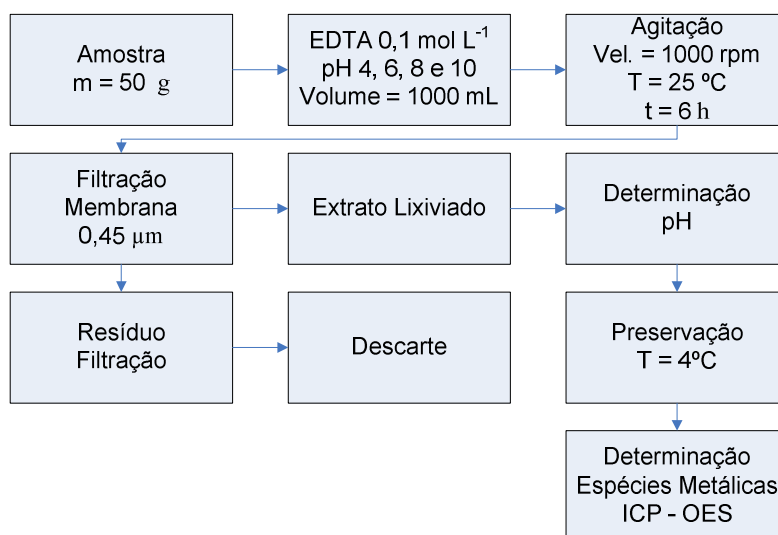 Amostra
m = 50 g
EDTA 0,1 mol L⁻¹
pH 4, 6, 8 e 10
Volume = 1000 mL
Agitação
Vel. = 1000 rpm
T = 25 ºC
t = 6 h
Filtração
Membrana
0,45 µm
Extrato Lixiviado
Determinação
pH
Resíduo
Filtração
Descarte
Preservação
T = 4ºC
Determinação
Espécies Metálicas
ICP - OES